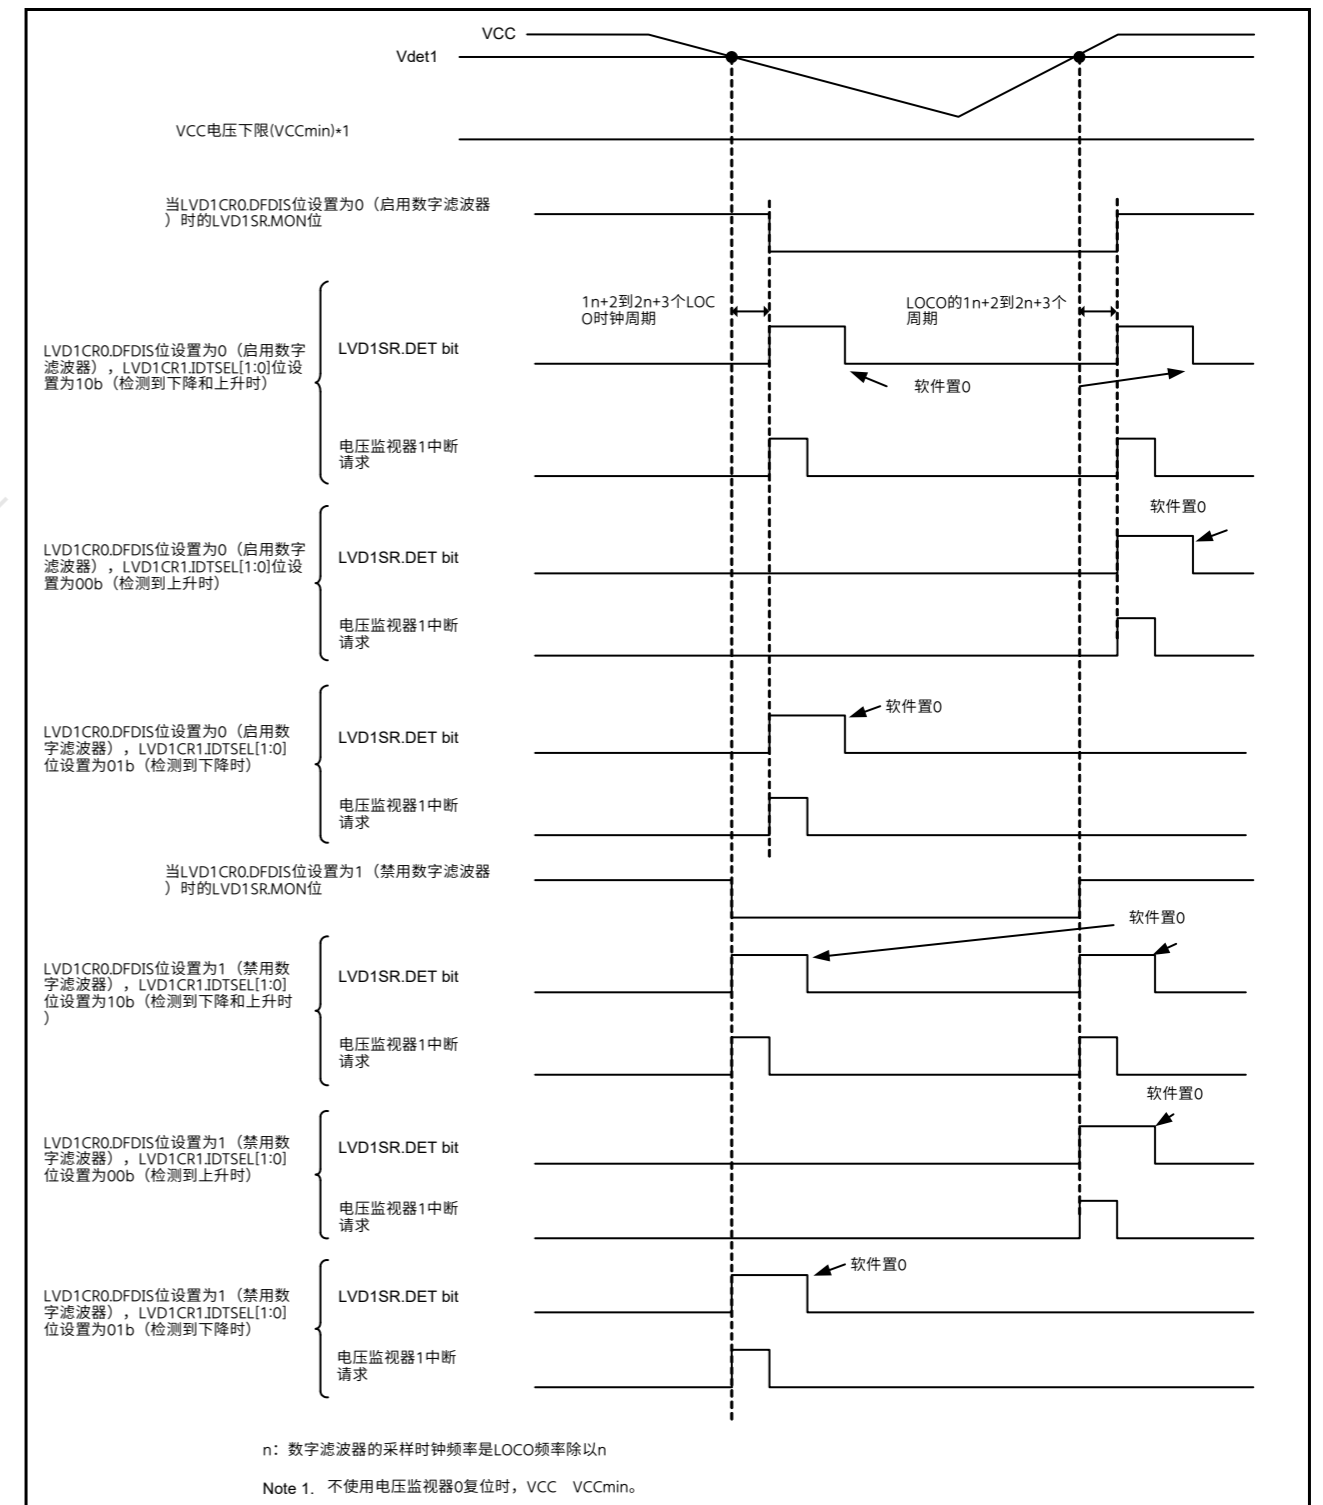 VCC
Vdet1
VCC电压下限(VCCmin)*1
当LVD1CR0.DFDIS位设置为0（启用数字滤波器
）时的LVD1SR.MON位
1n+2到2n+3个LOC
O时钟周期
LOCO的1n+2到2n+3个
周期
LVD1CR0.DFDIS位设置为0（启用数字
滤波器），LVD1CR1.IDTSEL[1:0]位设
置为10b（检测到下降和上升时）
LVD1SR.DET bit
软件置0
电压监视器1中断
请求
软件置0
LVD1CR0.DFDIS位设置为0（启用数字
滤波器），LVD1CR1.IDTSEL[1:0]位设
置为00b（检测到上升时）
LVD1SR.DET bit
电压监视器1中断
请求
软件置0
LVD1CR0.DFDIS位设置为0（启用数
字滤波器），LVD1CR1.IDTSEL[1:0]
位设置为01b（检测到下降时）
LVD1SR.DET bit
电压监视器1中断
请求
当LVD1CR0.DFDIS位设置为1（禁用数字滤波器
）时的LVD1SR.MON位
软件置0
LVD1CR0.DFDIS位设置为1（禁用数
字滤波器），LVD1CR1.IDTSEL[1:0]
位设置为10b（检测到下降和上升时
）
LVD1SR.DET bit
电压监视器1中断
请求
软件置0
LVD1CR0.DFDIS位设置为1（禁用数
字滤波器），LVD1CR1.IDTSEL[1:0]
位设置为00b（检测到上升时）
LVD1SR.DET bit
电压监视器1中断
请求
软件置0
LVD1CR0.DFDIS位设置为1（禁用数
字滤波器），LVD1CR1.IDTSEL[1:0]
位设置为01b（检测到下降时）
LVD1SR.DET bit
电压监视器1中断
请求
n：数字滤波器的采样时钟频率是LOCO频率除以n
Note 1. 不使用电压监视器0复位时，VCC VCCmin。